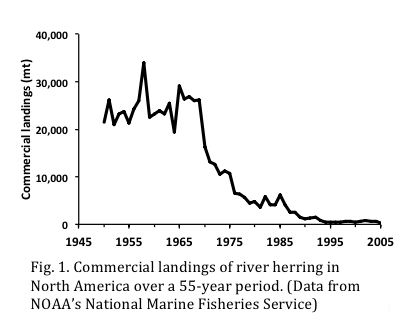 40,000
30,000
20,000
10,000
0
Commercial landings (mt)
1945 1955 1965 1975 1985 1995 2005
Fig. 1. Commercial landings of river herring in
North America over a 55-year period. (Data from
NOAA's National Marine Fisheries Service)